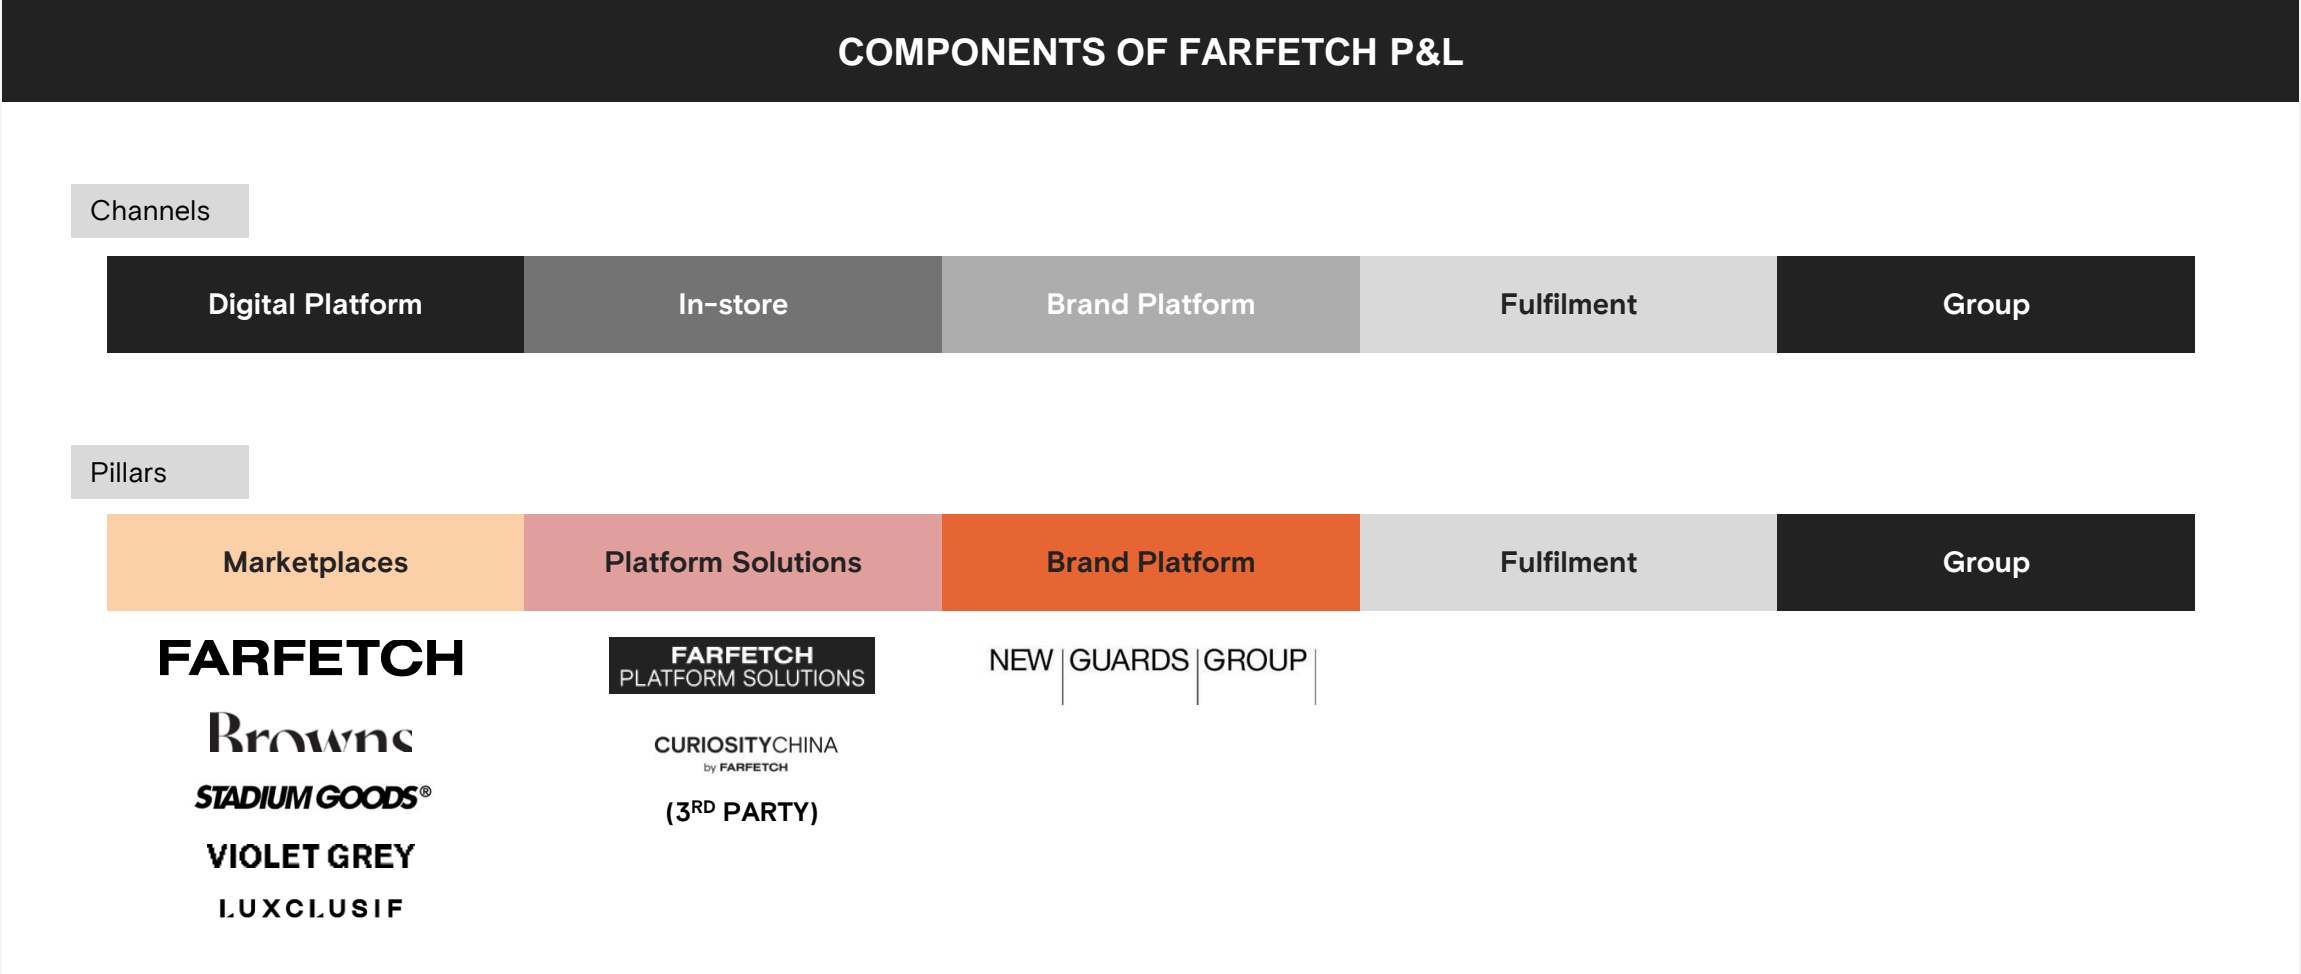 COMPONENTS OF FARFETCH P&L
Channels
Digital Platform
In-store
Brand Platform
Fulfilment
Group
Pillars
Marketplaces
Platform Solutions
Brand Platform
Fulfilment
Group
FARFETCH
Browns
STADIUM GOODS®
VIOLET GREY
LUXCLUSIF
FARFETCH
PLATFORM SOLUTIONS
CURIOSITYCHINA
by FARFETCH
(3RD PARTY)
NEW GUARDS GROUP